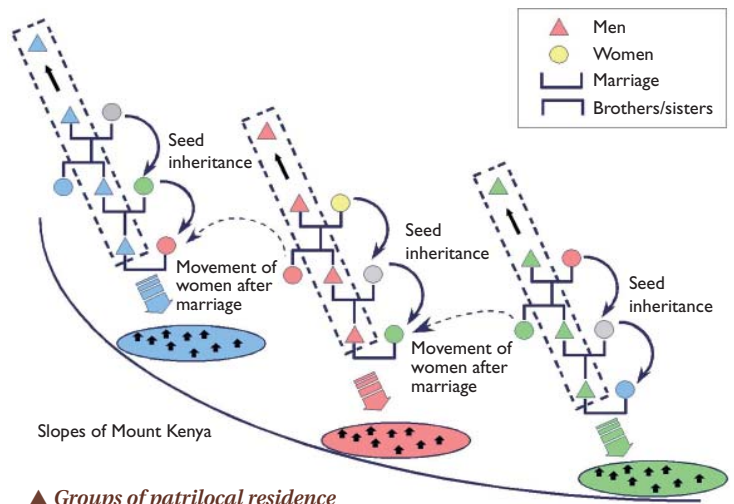 Men
Women
Marriage
Brothers/sisters
Seed
inheritance
Movement of
women after
marriage
Seed
inheritance
Movement of
women after
marriage
Seed
inheritance
Slopes of Mount Kenya
▲ Groups of patrilocal residence